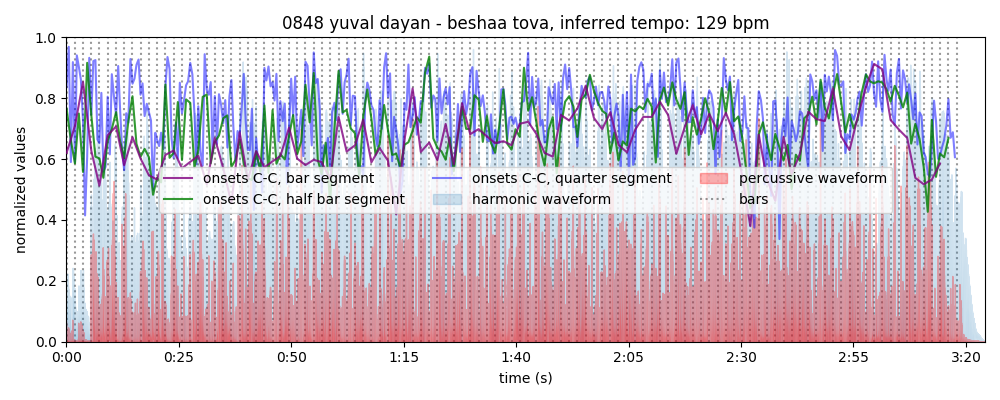 0848 yuval dayan - beshaa tova, inferred tempo: 129 bpm
normalized values
1.0
0.8
0.6
0.4
0.2
0.0
onsets C-C, bar segment
onsets C-C, half bar segment
onsets C-C, quarter segment
harmonic waveform
percussive waveform
bars
0:00 0:25 0:50 1:15 1:40 2:05 2:30 2:55 3:20
time (s)